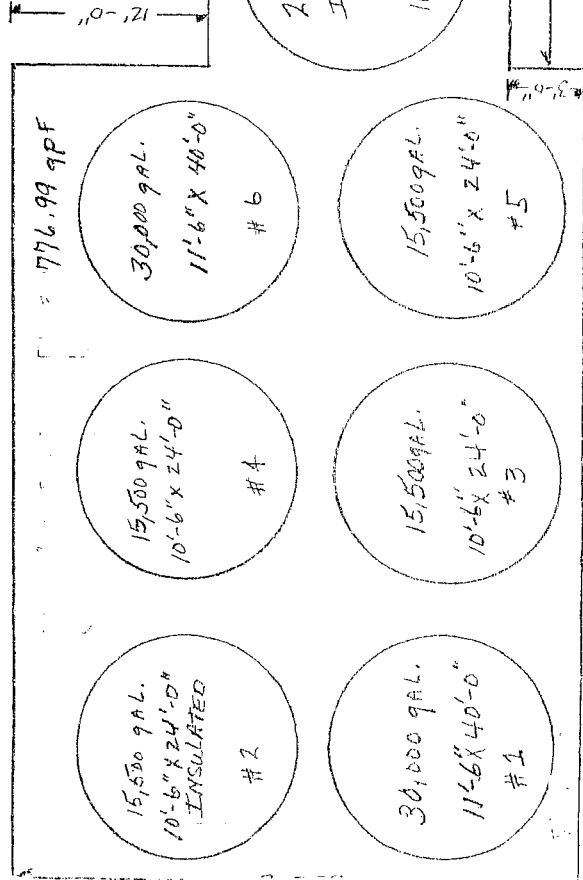 12'-0"
3'-0"
= 776.99 gpF
30,000 gAL.
11'-6" X 40'-0"
#6
15,500 gAL.
10'-6" X 24'-0"
#5
15,500 gAL.
10'-6" X 24'-0"
#4
15,500 gAL.
10'-6" X 24'-0"
#3
15,500 gAL.
10'-6" X 24'-0"
INSULATED
#2
30,000 gAL.
11'-6" X 40'-0"
#1